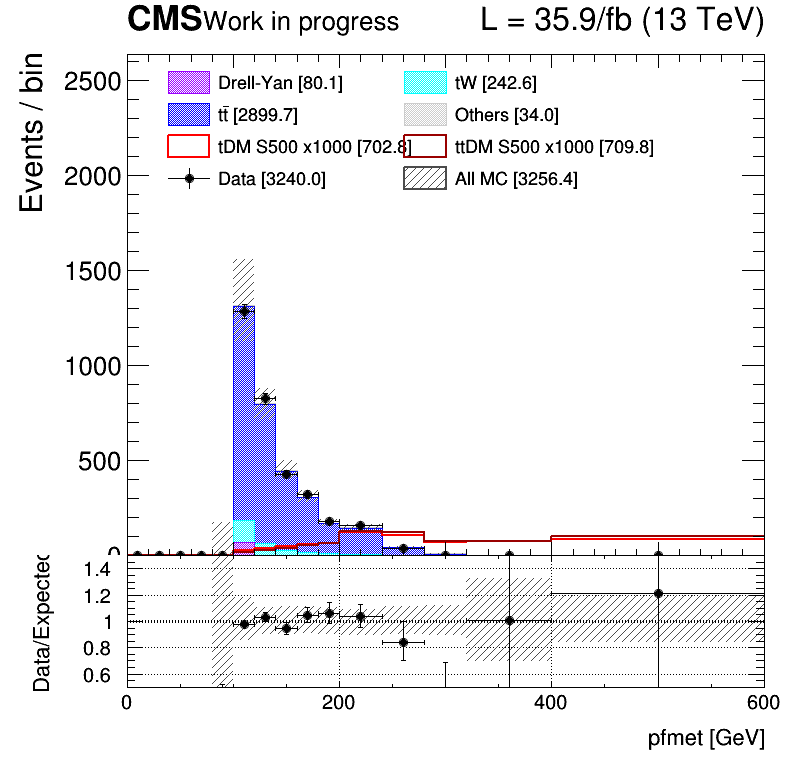 CMS Work in progress L = 35.9/fb (13 TeV)
Events / bin
2500
2000
1500
1000
500
0
Drell-Yan [80.1] tW [242.6]
tt̄ [2899.7] Others [34.0]
tDM S500 x1000 [702.8] ttDM S500 x1000 [709.8]
Data [3240.0] All MC [3256.4]
Data/Expected
1.4
1.2
1
0.8
0.6
0 200 400 600
pfmet [GeV]